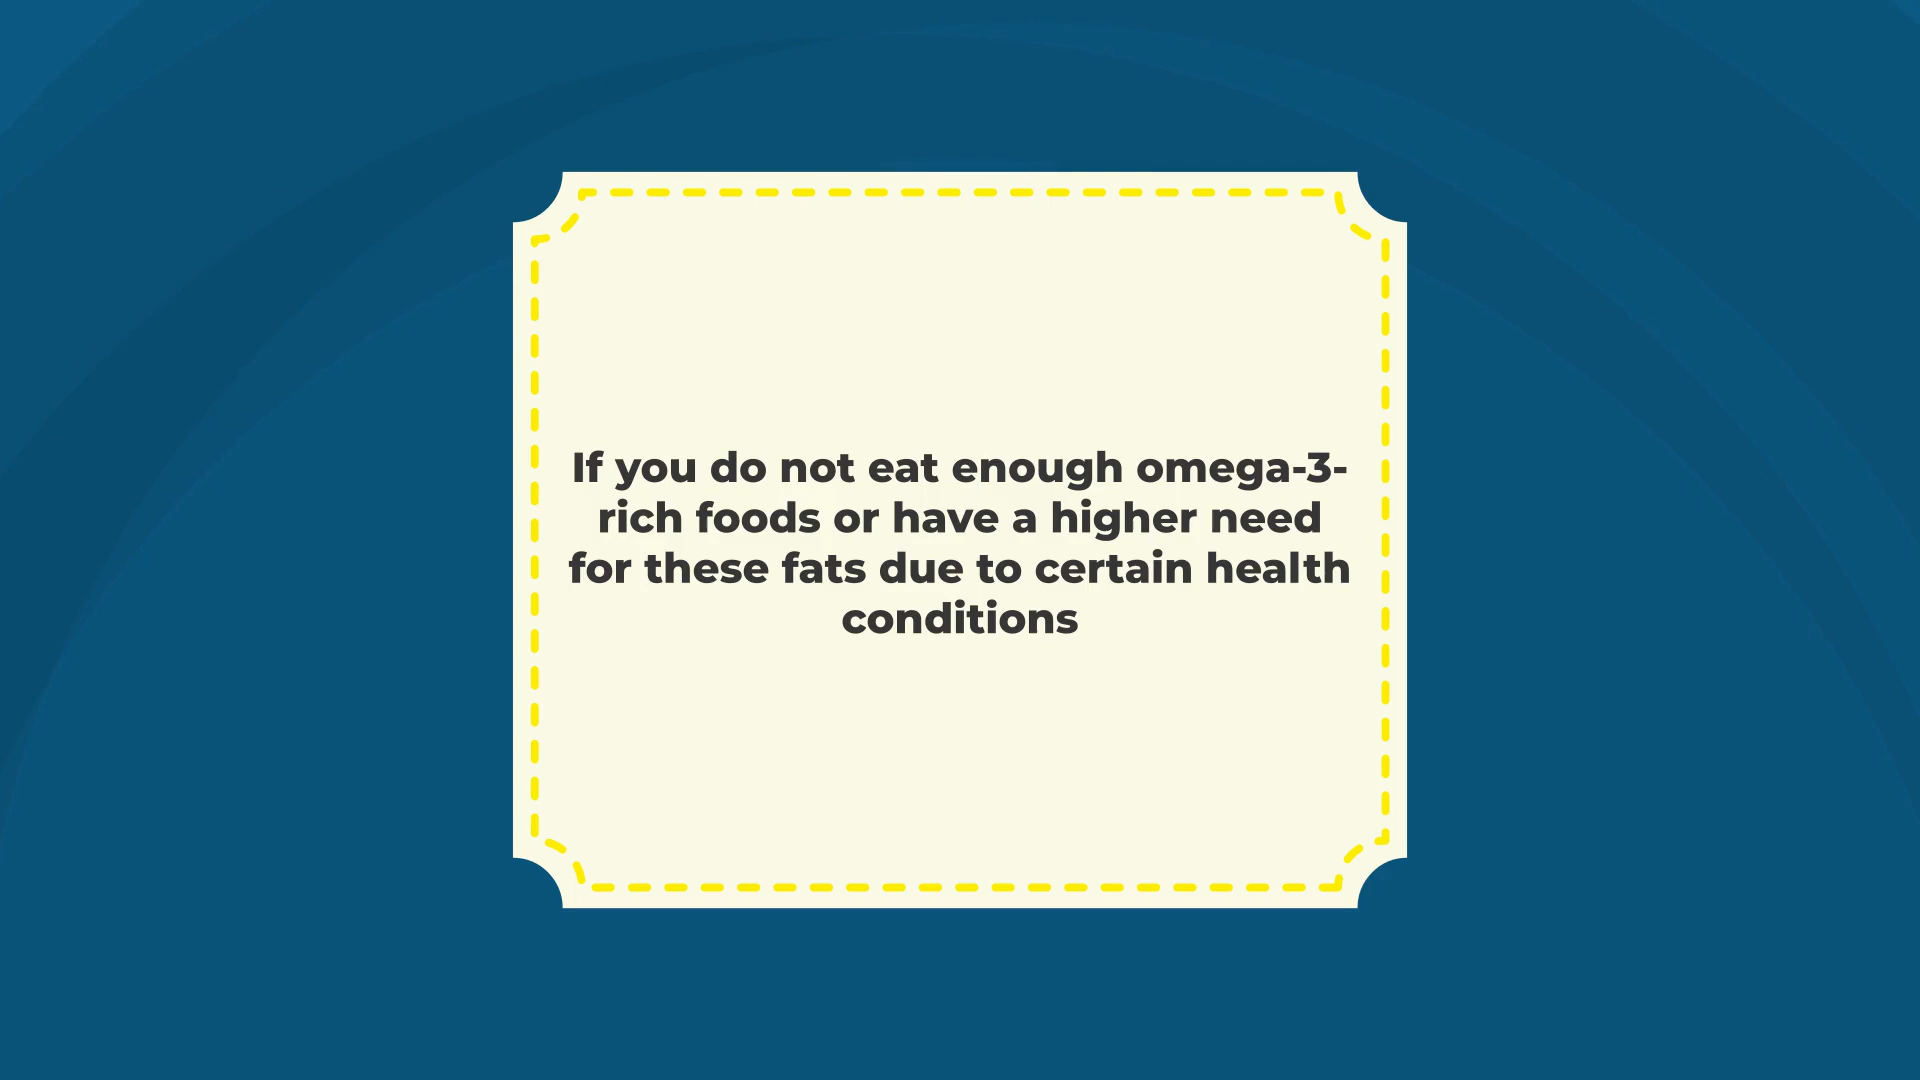 If you do not eat enough omega-3-
rich foods or have a higher need
for these fats due to certain health
conditions